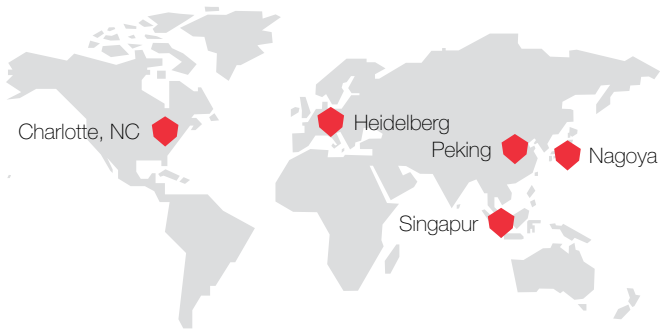 Charlotte, NC
Heidelberg
Peking
Nagoya
Singapur